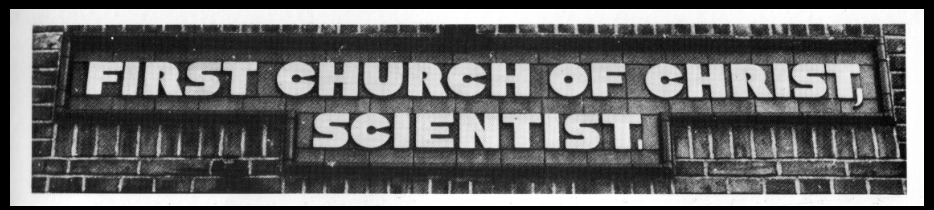 FIRST CHURCH OF CHRIST,
SCIENTIST.